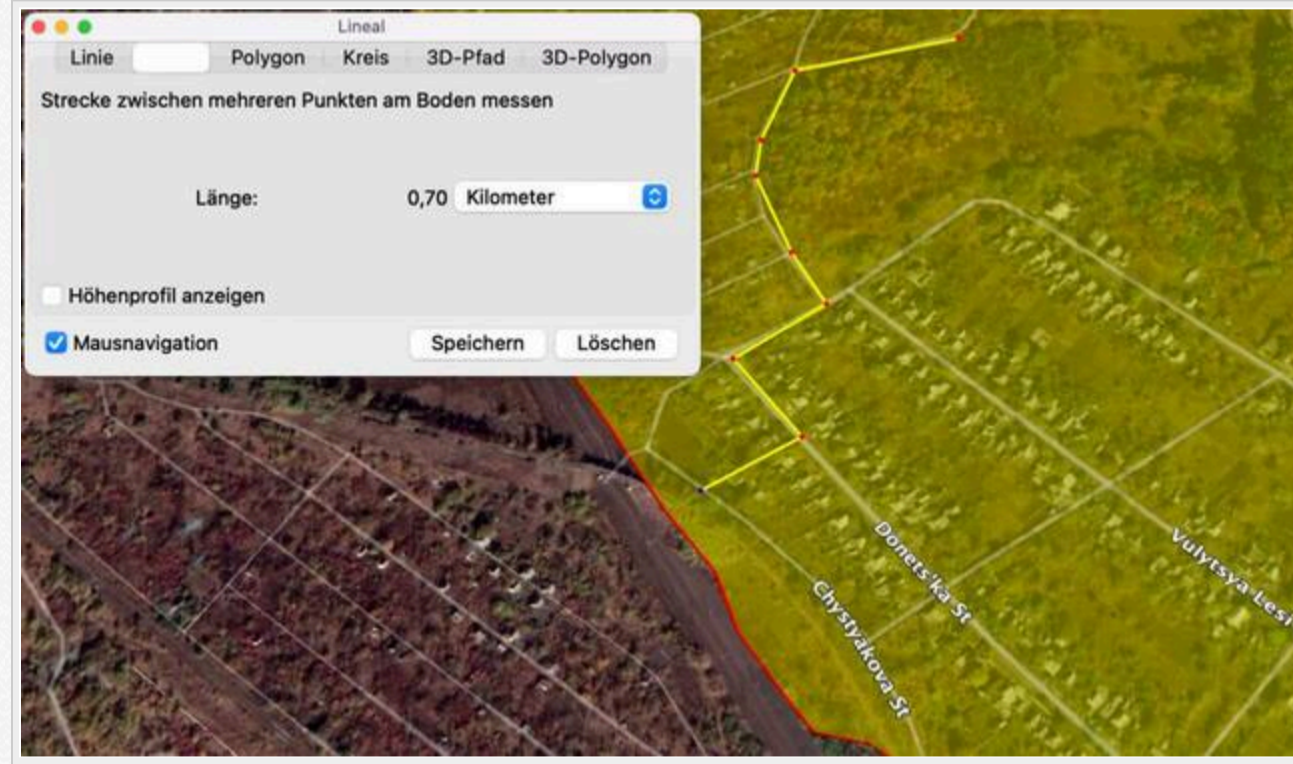 Lineal
Linie Polygon Kreis 3D-Pfad 3D-Polygon
Strecke zwischen mehreren Punkten am Boden messen
Länge: 0,70 Kilometer
Höhenprofil anzeigen
Mausnavigation Speichern Löschen
Donets'ka St
Chystyakova St
Vulytsya Lesi